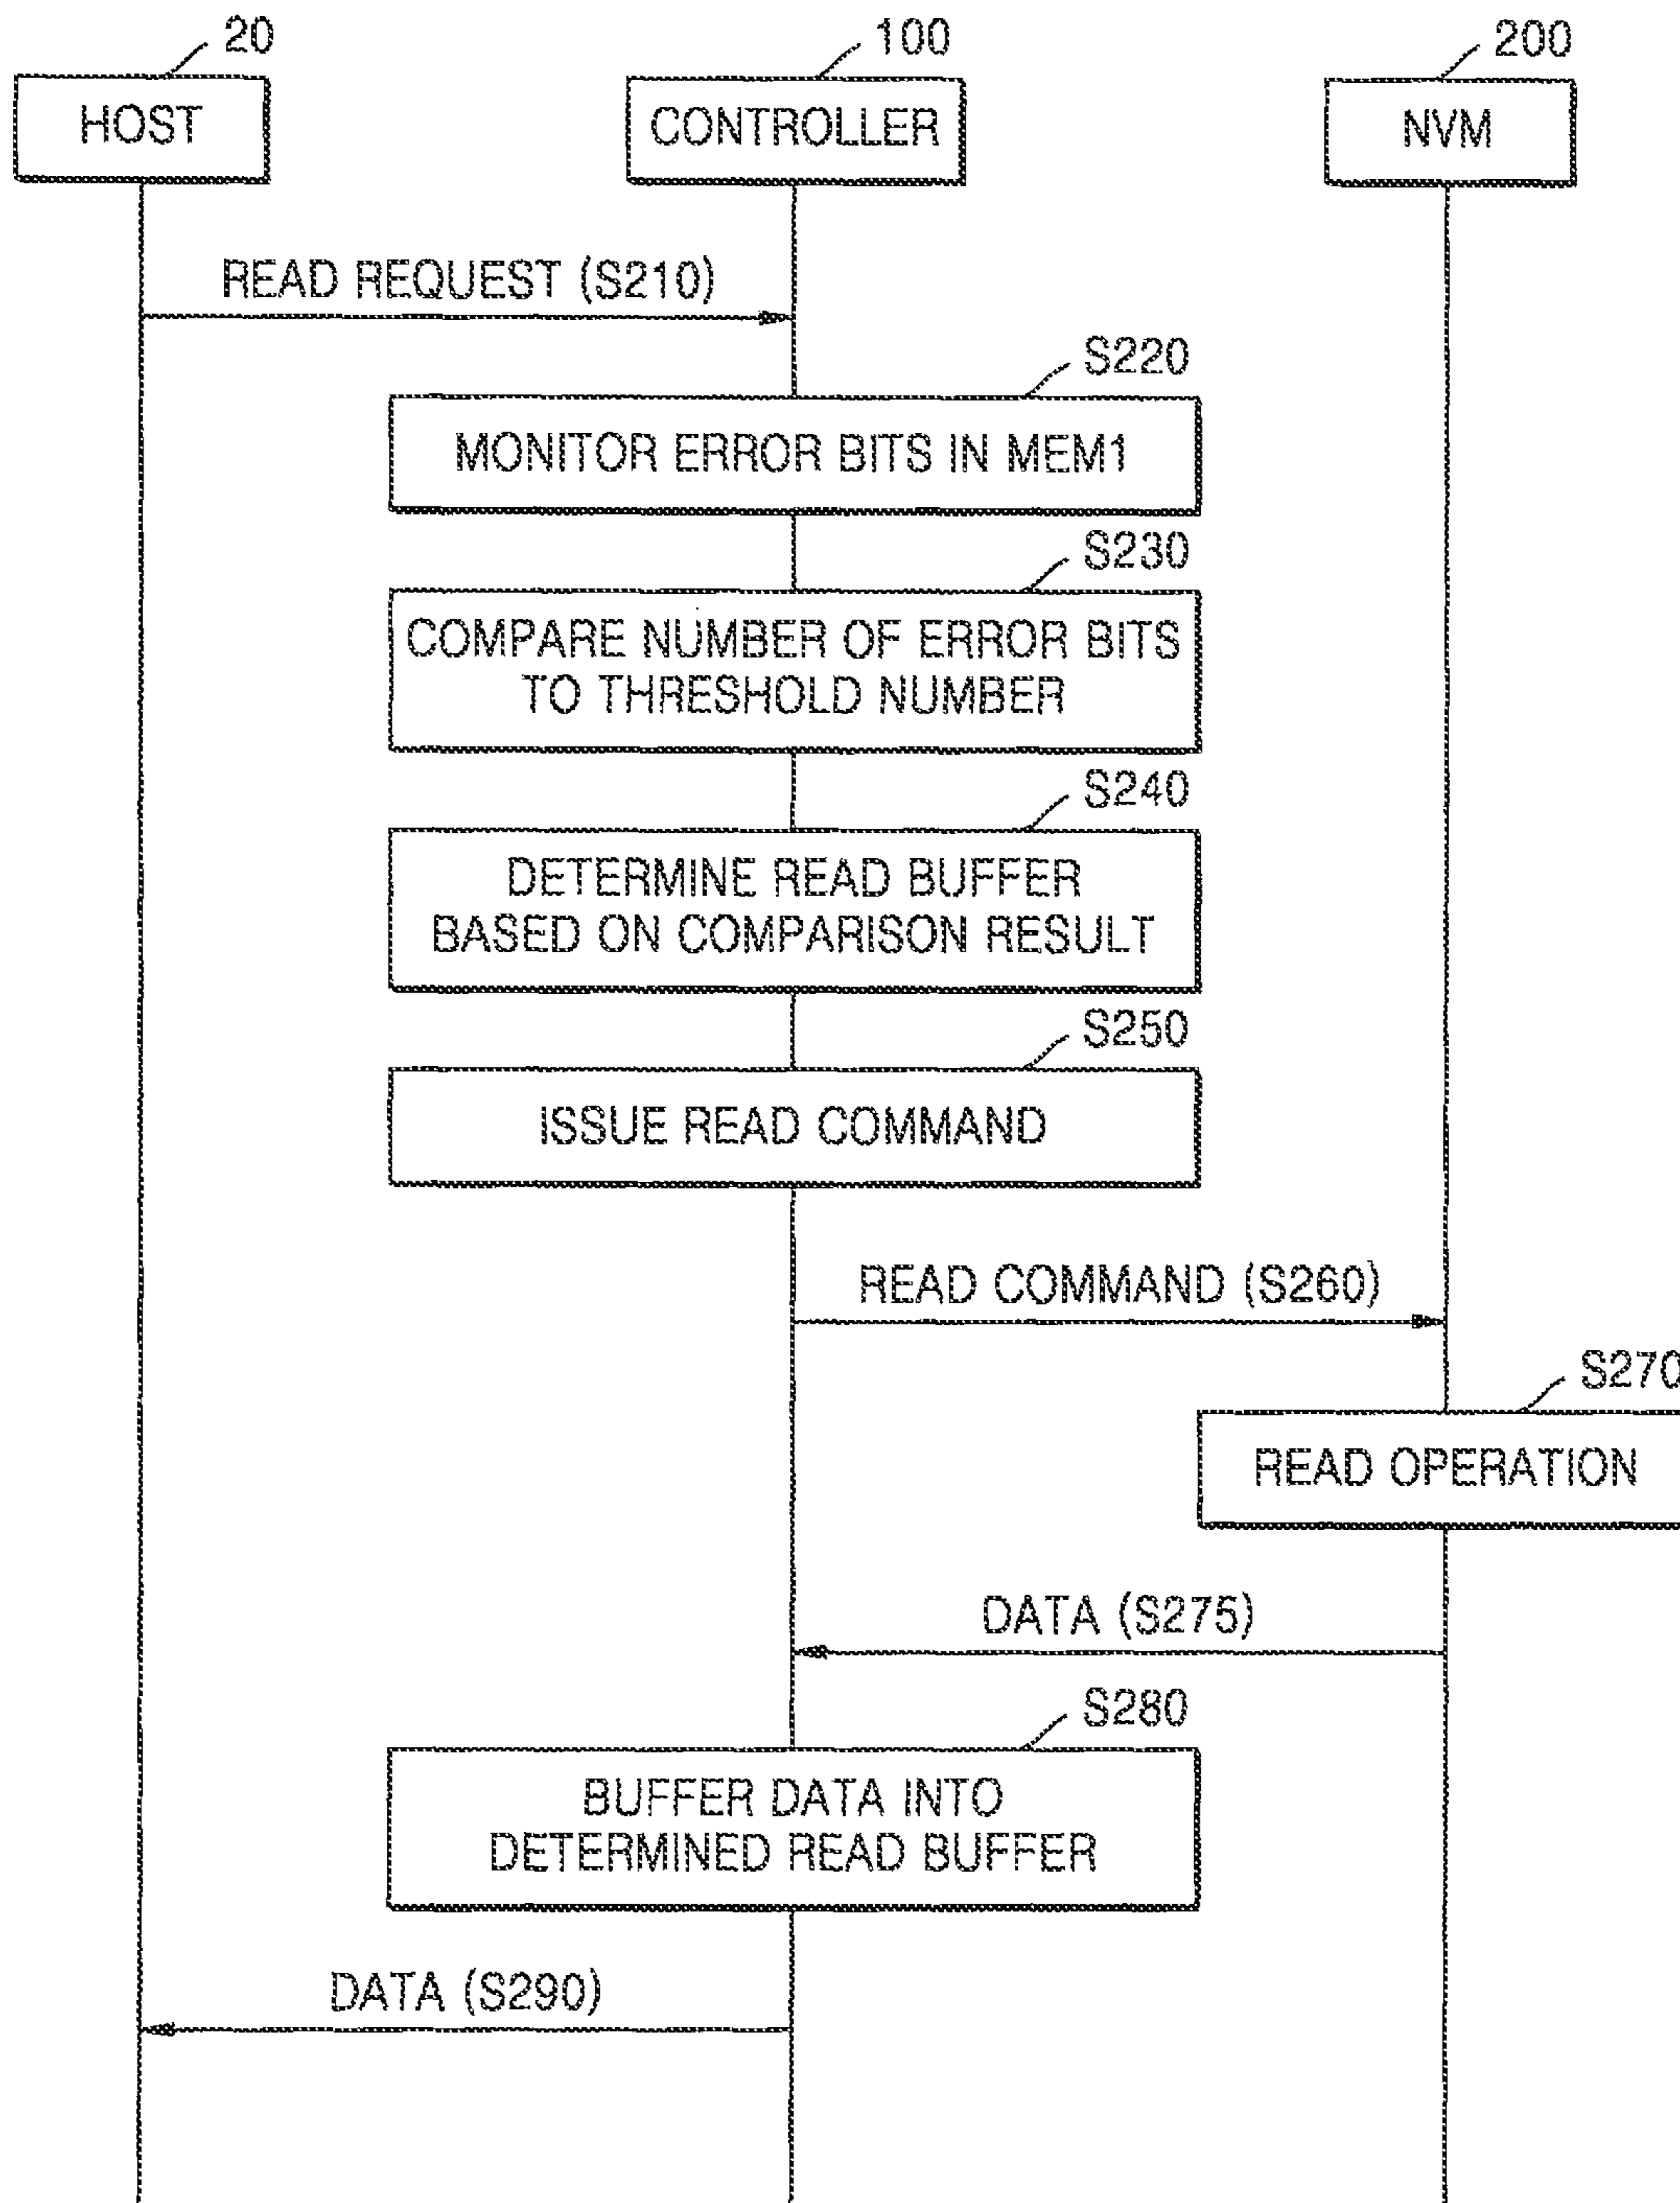 20
100
200
HOST
CONTROLLER
NVM
READ REQUEST (S210)
S220
MONITOR ERROR BITS IN MEM1
S230
COMPARE NUMBER OF ERROR BITS
TO THRESHOLD NUMBER
S240
DETERMINE READ BUFFER
BASED ON COMPARISON RESULT
S250
ISSUE READ COMMAND
READ COMMAND (S260)
S270
READ OPERATION
DATA (S275)
S280
BUFFER DATA INTO
DETERMINED READ BUFFER
DATA (S290)